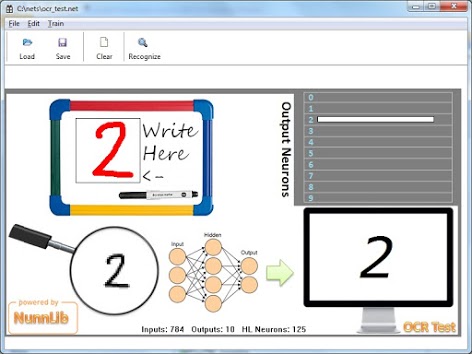 C:\nets\ocr_test.net
File Edit Train
Load Save Clear Recognize
2 Write
Here
<-
Output Neurons
0
1
2
3
4
5
6
7
8
9
2
Input Hidden Output
2
powered by
NunnLib
Inputs: 784 Outputs: 10 HL Neurons: 125
OCR Test